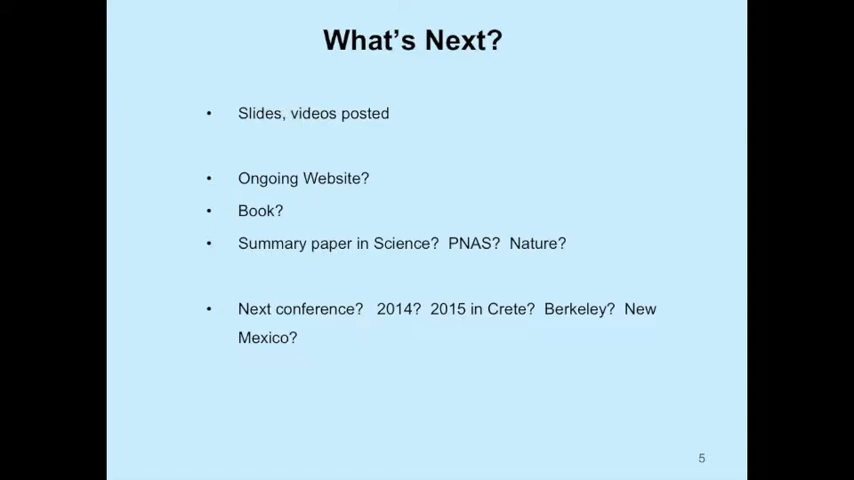 What's Next?
• Slides, videos posted
• Ongoing Website?
• Book?
• Summary paper in Science? PNAS? Nature?
• Next conference? 2014? 2015 in Crete? Berkeley? New
Mexico?
5